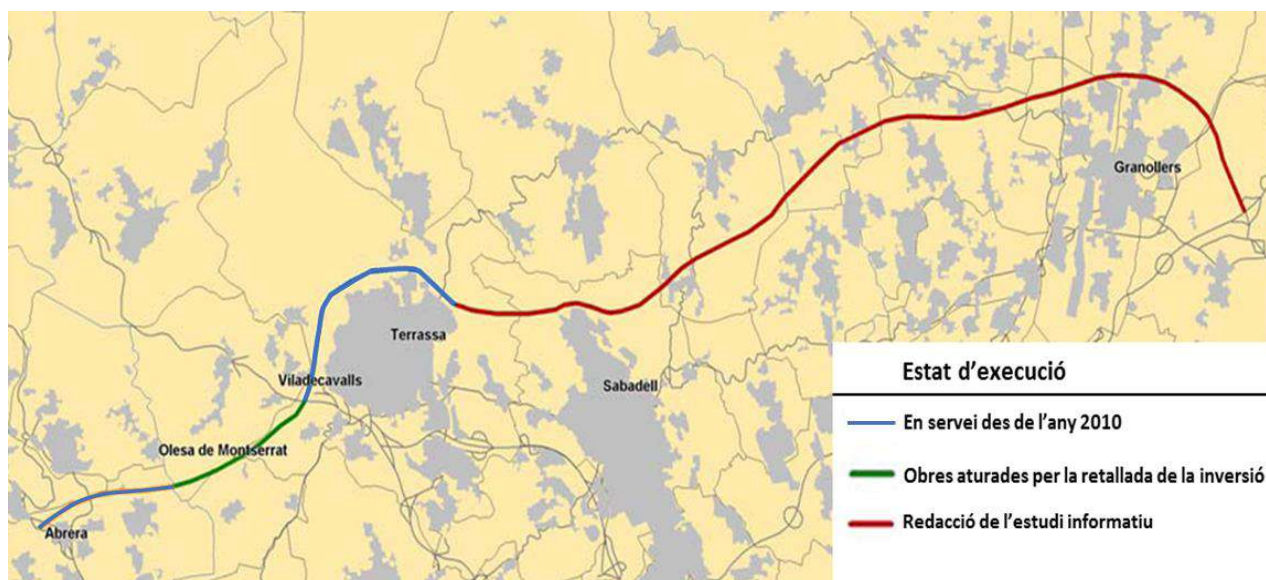 Granollers
Terrassa
Viladecavalls
Sabadell
Olesa de Montserrat
Abrera
Estat d'execució
En servei des de l'any 2010
Obres aturades per la retallada de la inversió
Redacció de l'estudi informatiu